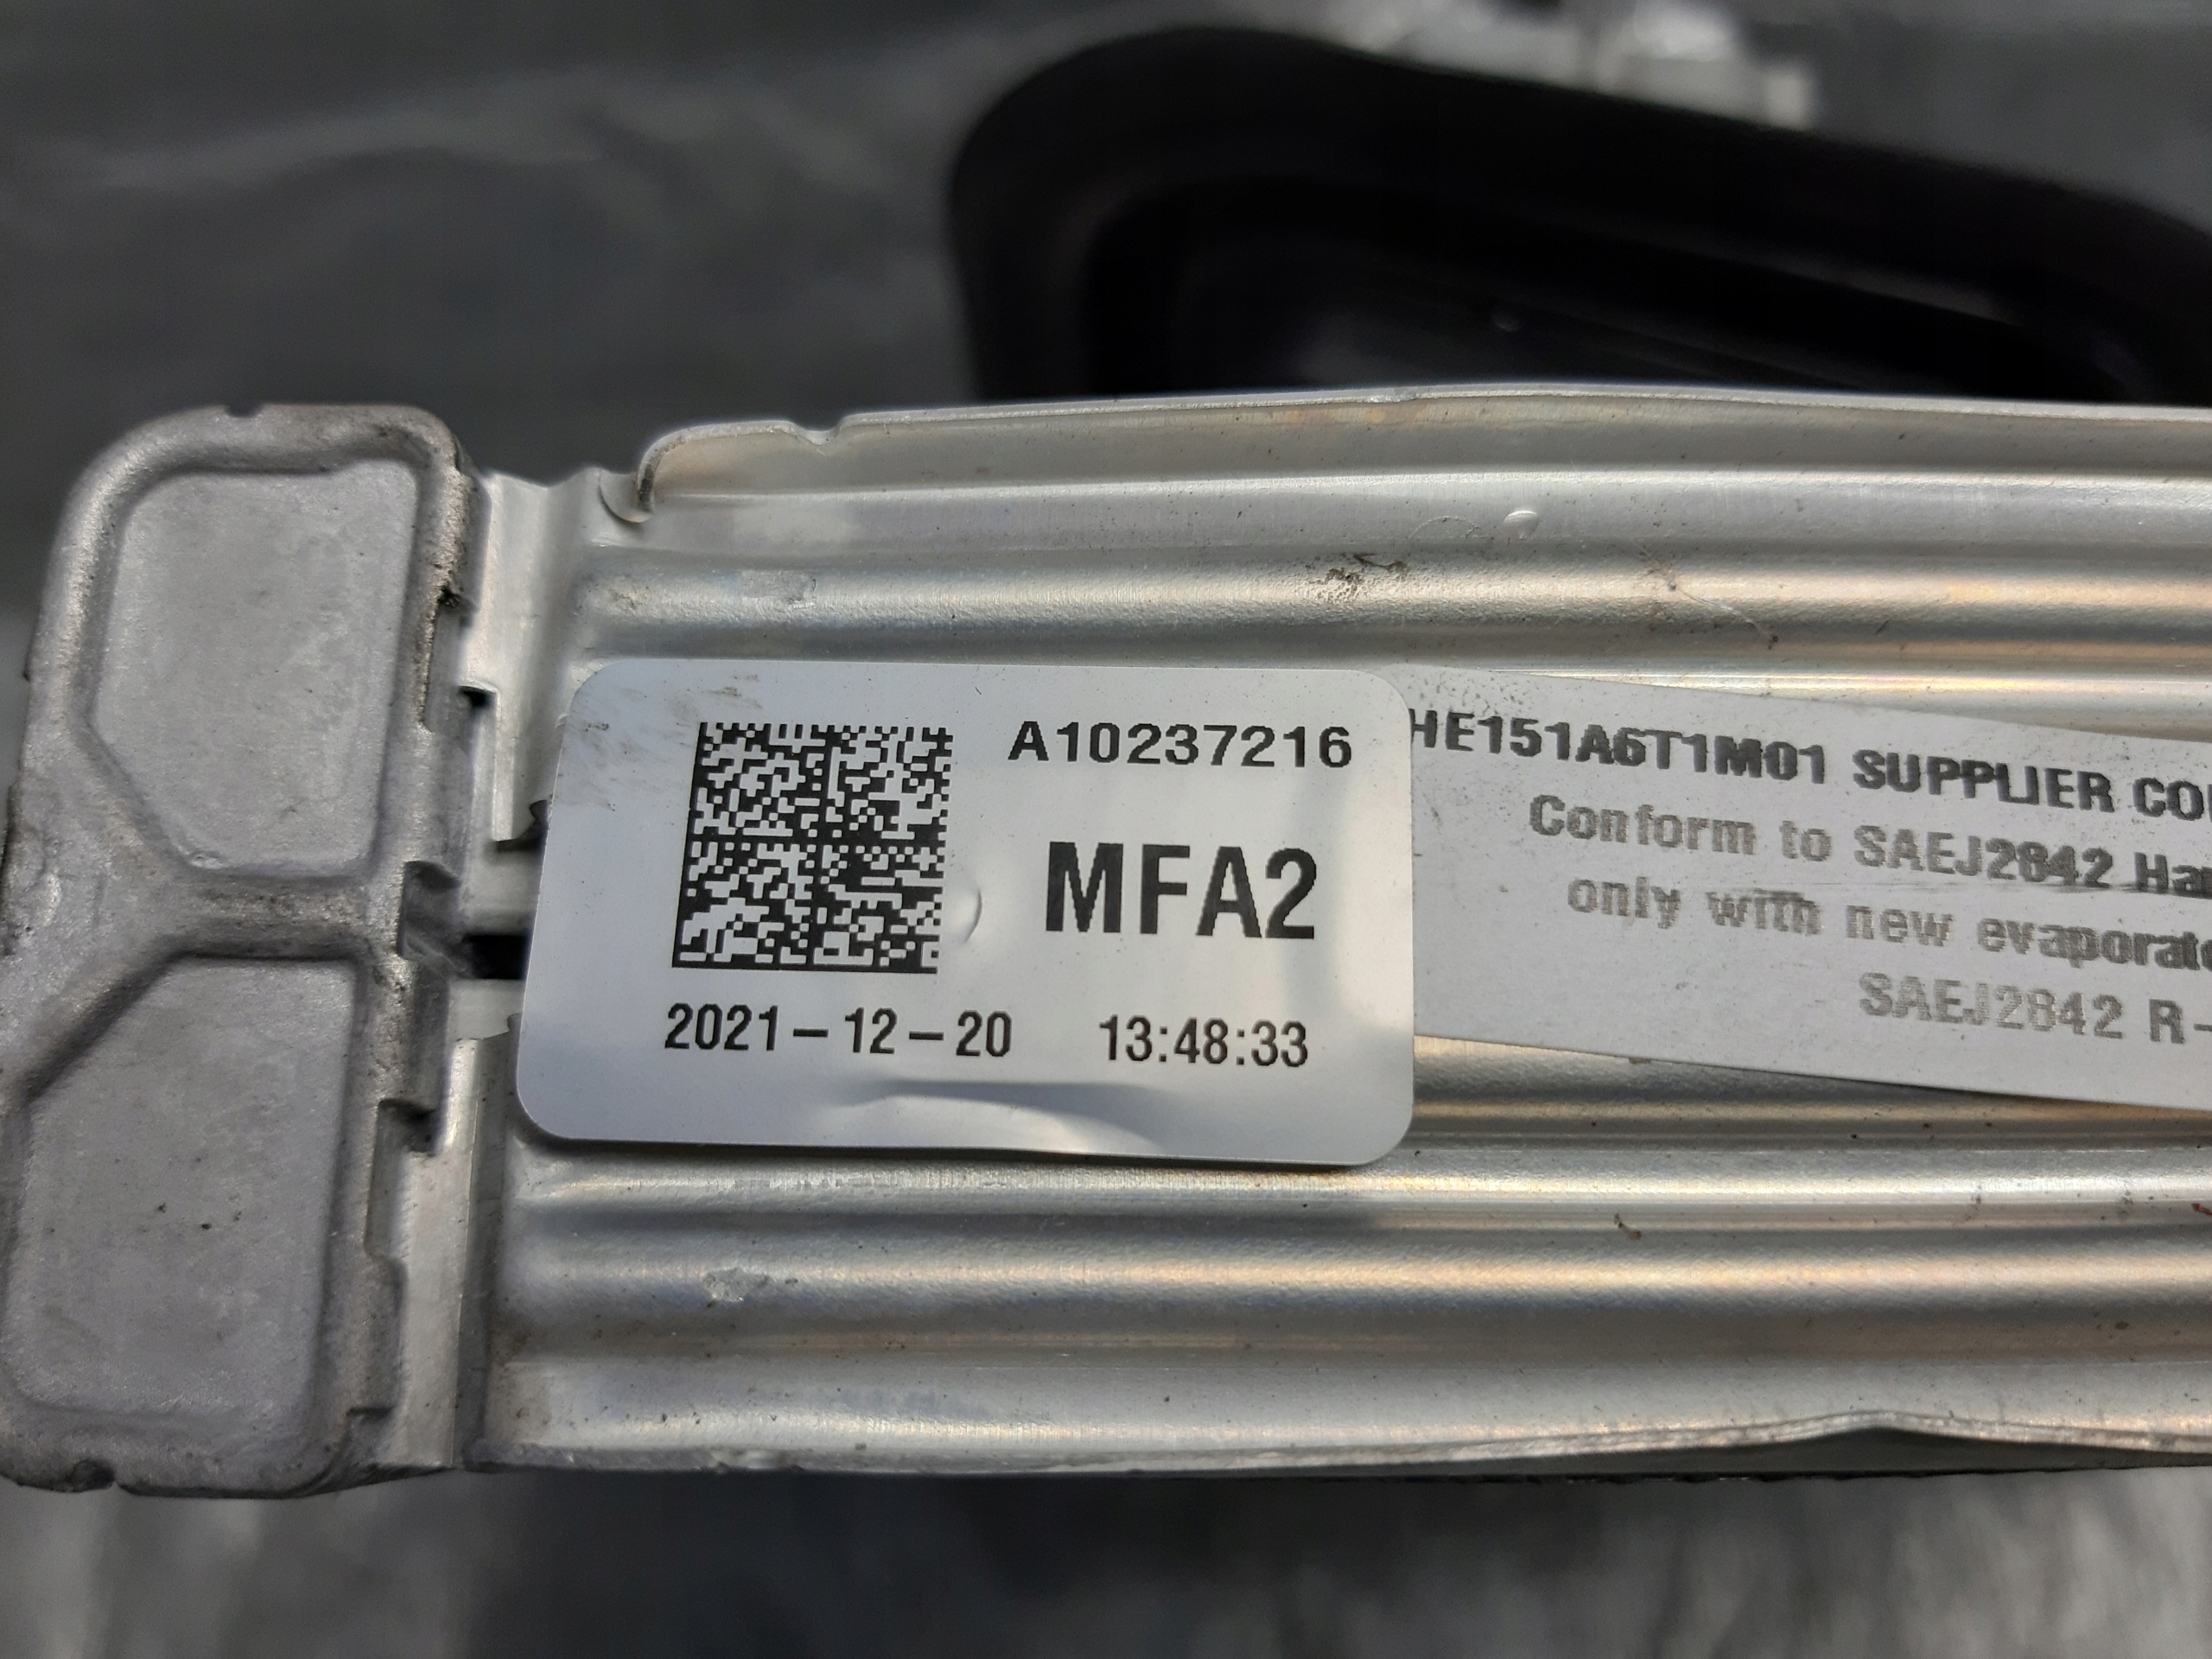 A10237216
MFA2
2021-12-20 13:48:33
HE151A6T1M01 SUPPLIER
Conform to SAEJ2842
only with new
SAEJ2842 R-